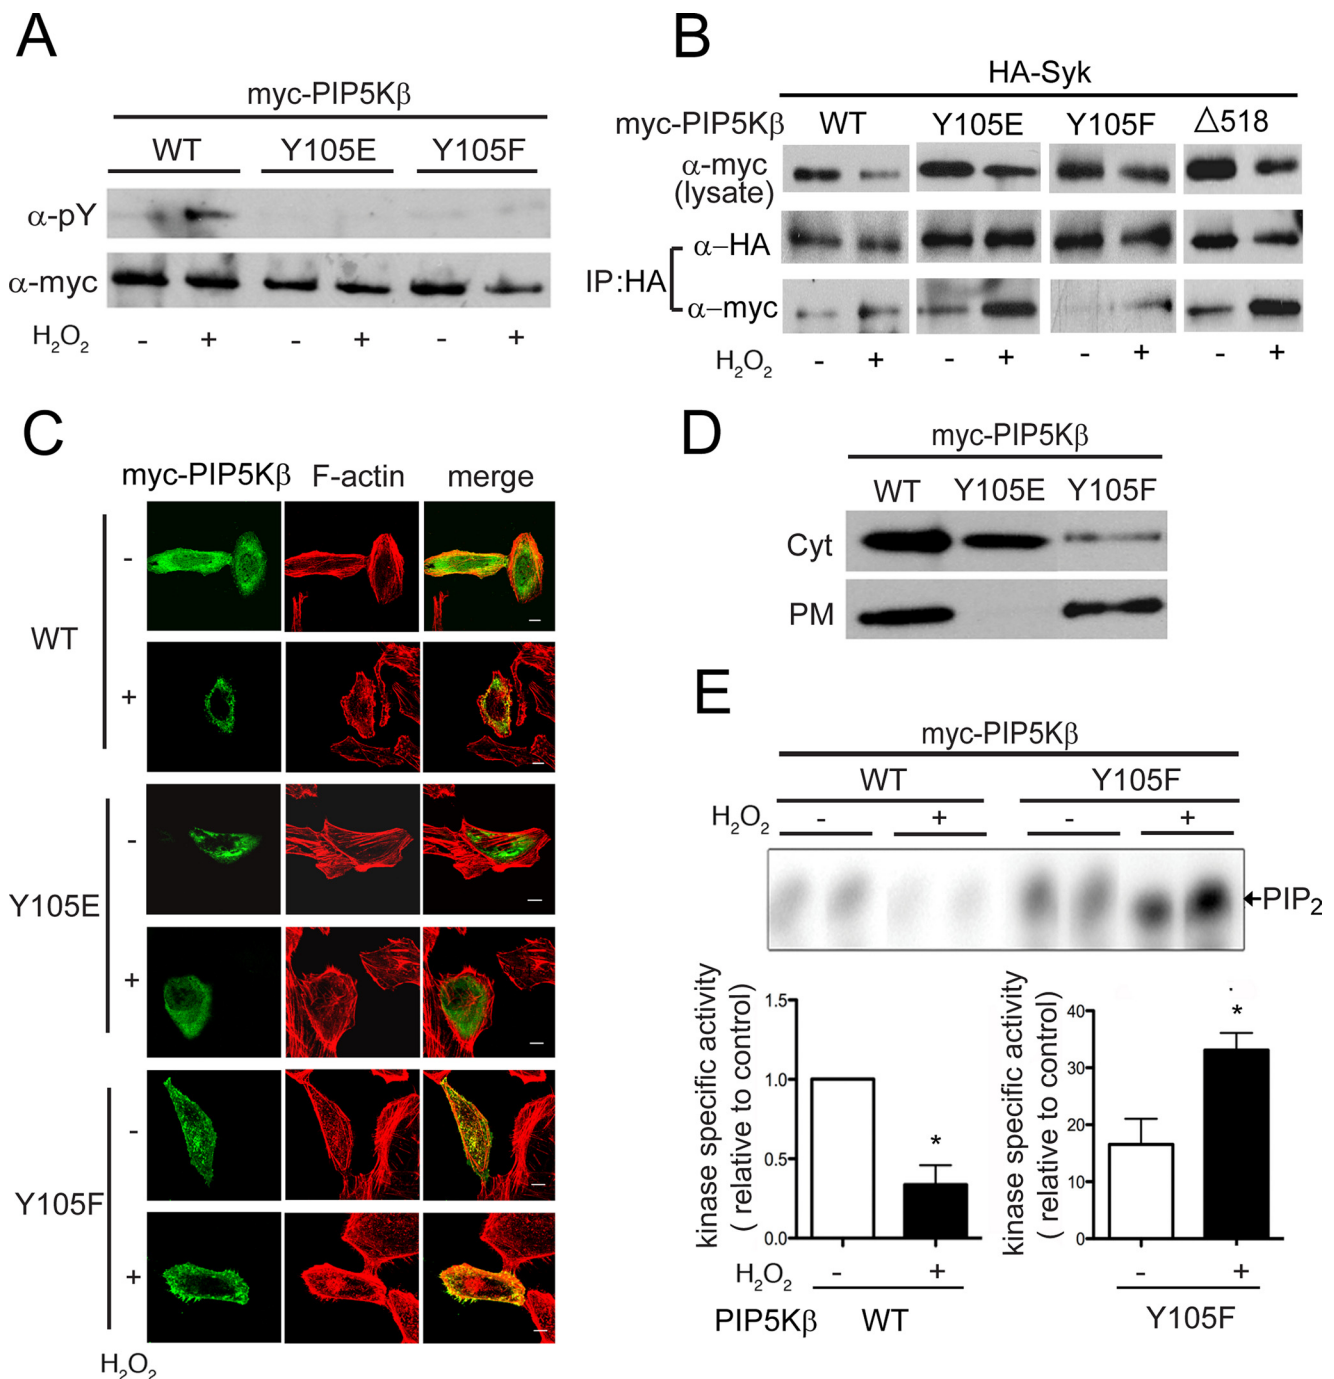 A
myc-PIP5Kβ
WT Y105E Y105F
α-pY
α-myc
H2O2 - + - + - +
B
HA-Syk
myc-PIP5Kβ WT Y105E Y105F △518
α-myc
(lysate)
α-HA
IP:HA
α-myc
H2O2 - + - + - + - +
C
myc-PIP5Kβ F-actin merge
-
WT
+
-
Y105E
+
-
Y105F
+
H2O2
D
myc-PIP5Kβ
WT Y105E Y105F
Cyt
PM
E
myc-PIP5Kβ
WT Y105F
H2O2 - + - +
PIP2
kinase specific activity
( relative to control)
1.5
1.0
0.5
0.0
*
H2O2 - +
PIP5Kβ WT
kinase specific activity
( relative to control)
40
30
20
10
0
*
- +
Y105F